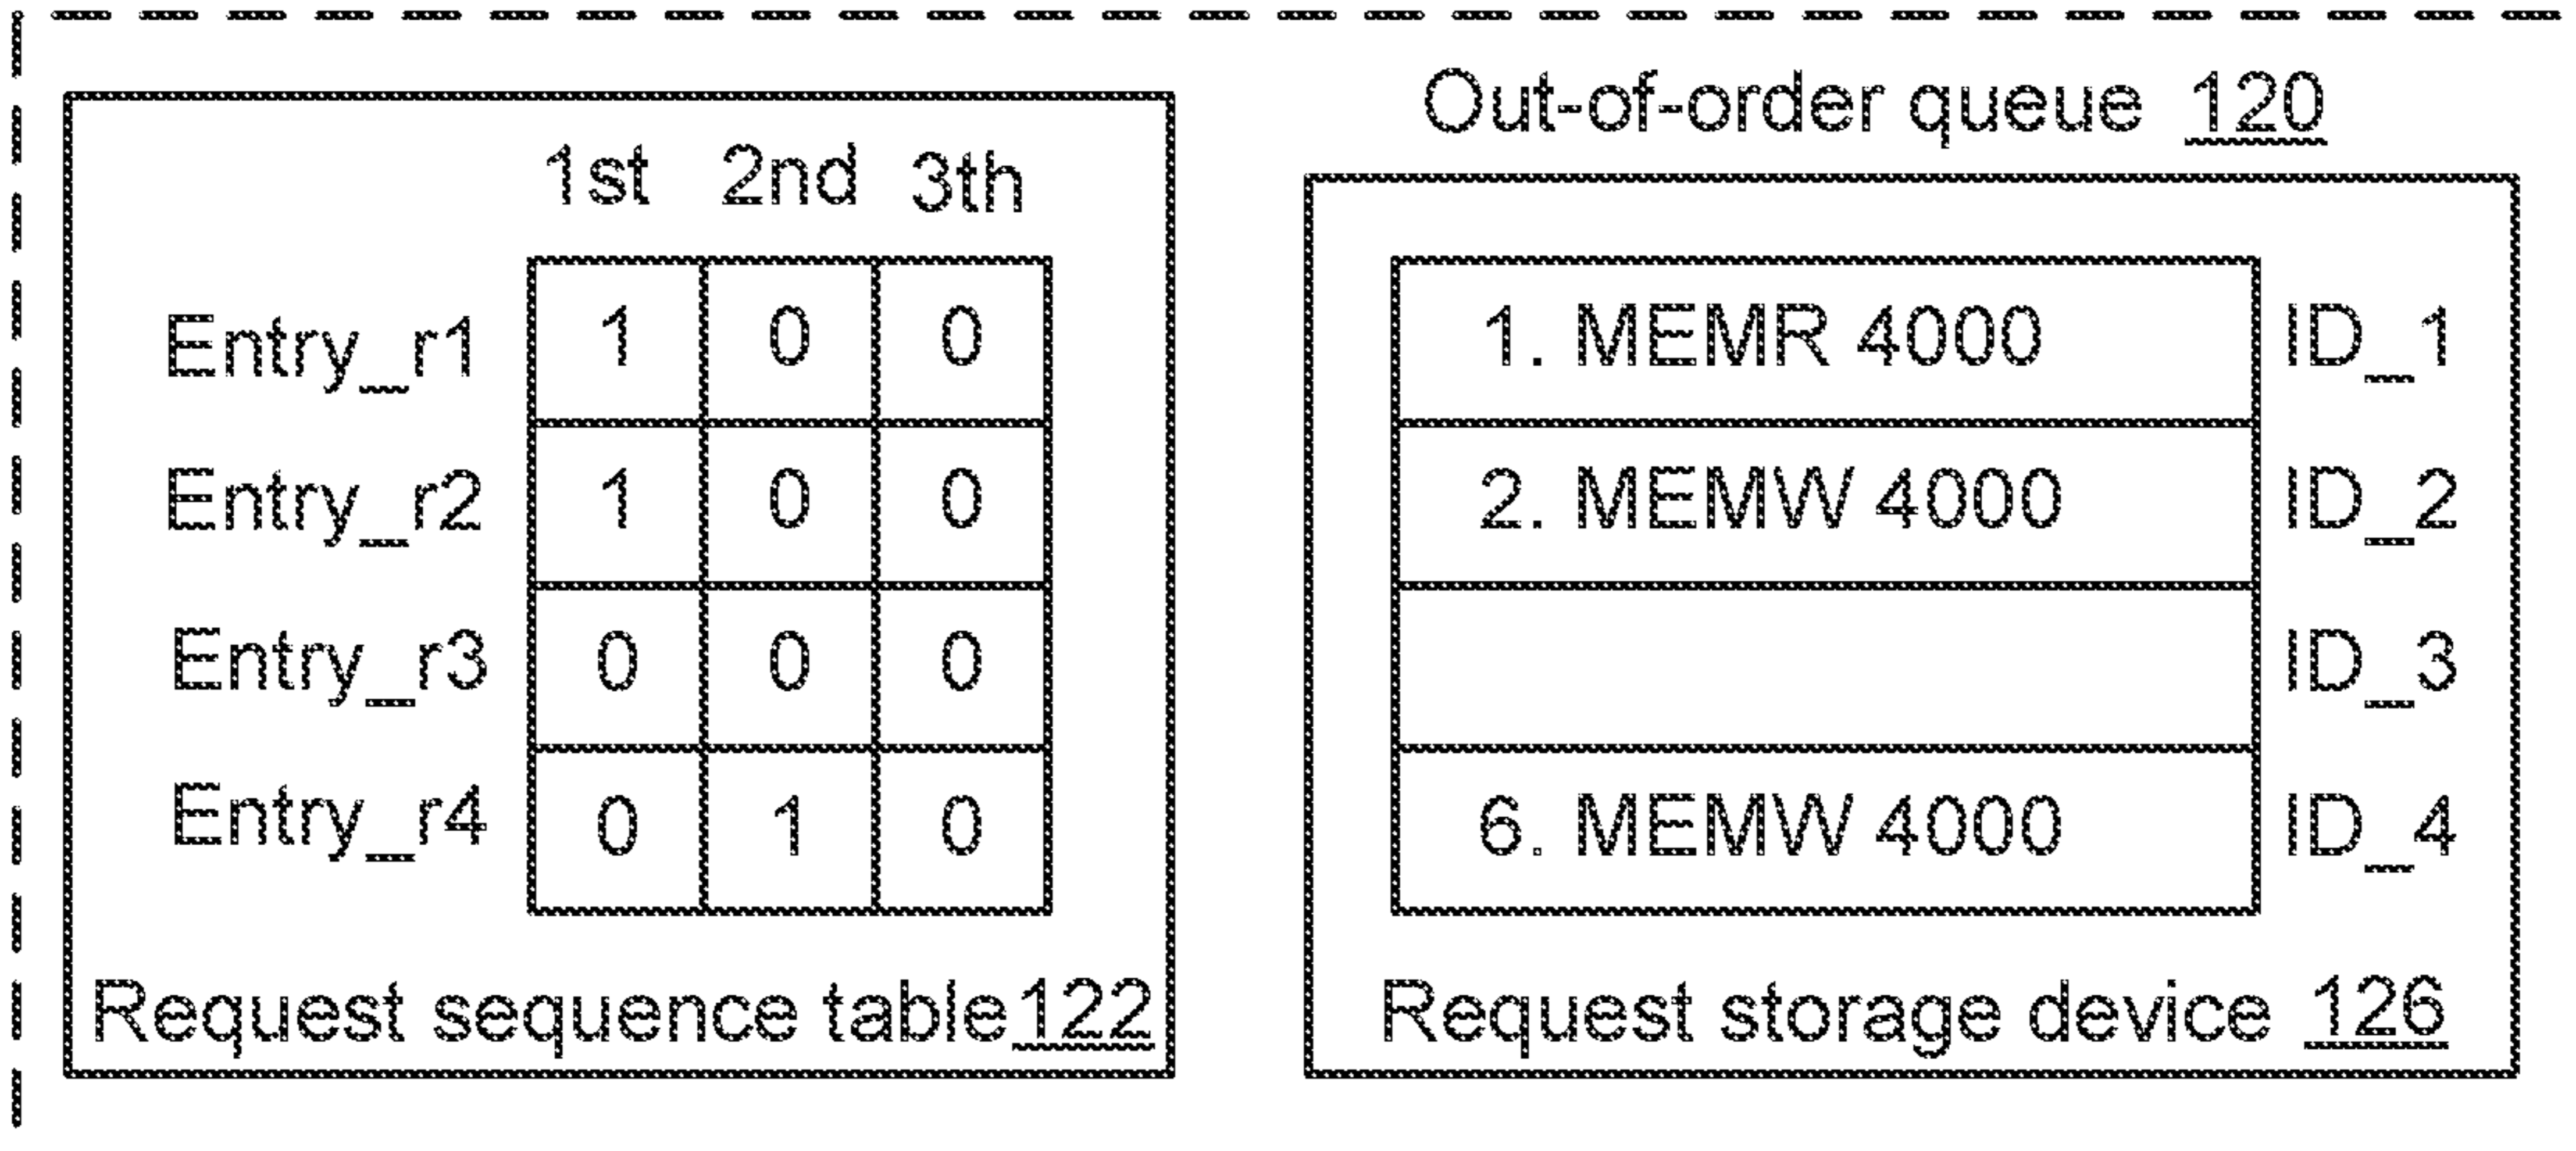 Out-of-order queue 120
1st 2nd 3th
Entry_r1 1 0 0
Entry_r2 1 0 0
Entry_r3 0 0 0
Entry_r4 0 1 0
Request sequence table 122
1. MEMR 4000 ID_1
2. MEMW 4000 ID_2
ID_3
6. MEMW 4000 ID_4
Request storage device 126